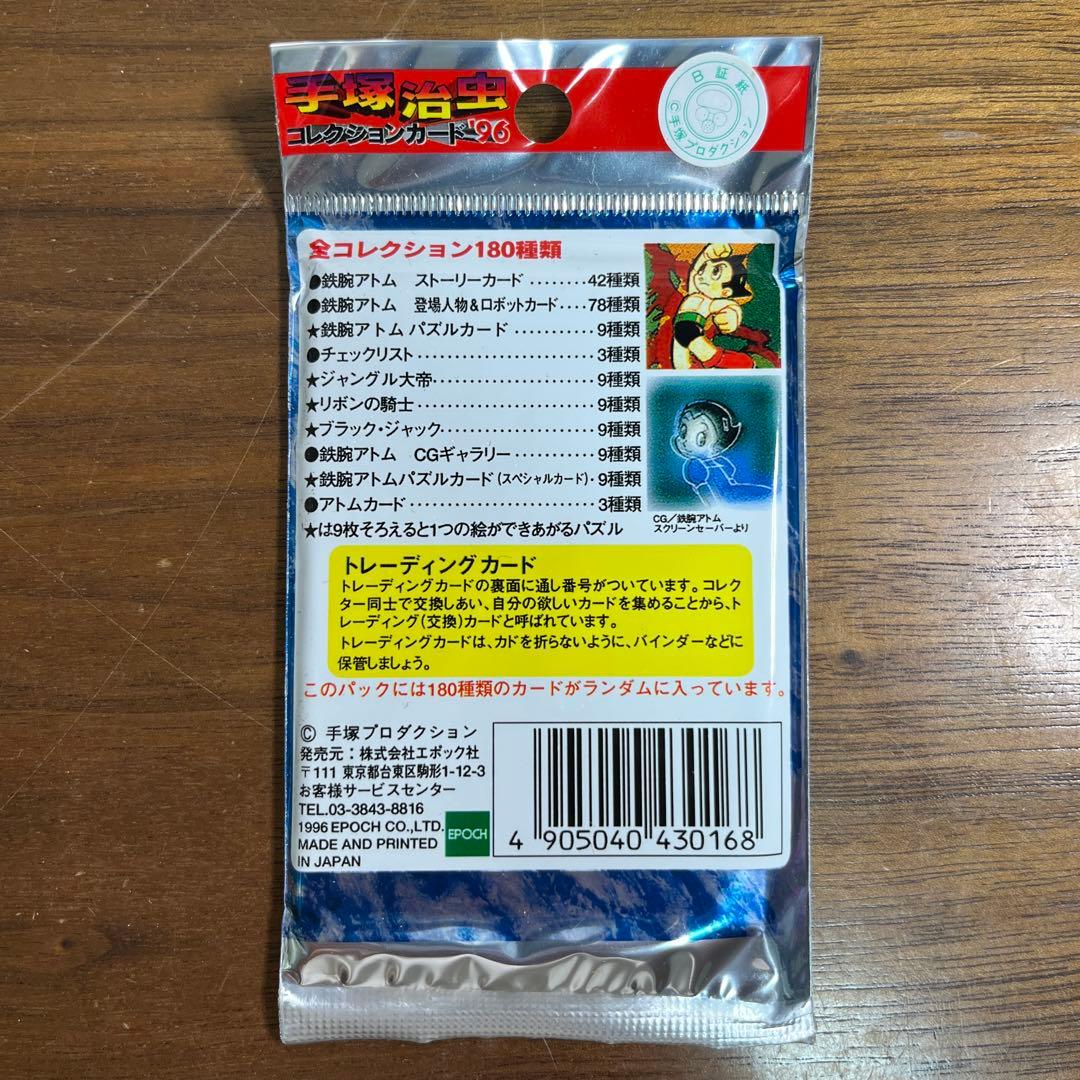 手塚治虫
コレクションカード'96
B証紙
©手塚プロダクション
全コレクション180種類
●鉄腕アトム ストーリーカード ........42種類
●鉄腕アトム 登場人物&ロボットカード....78種類
★鉄腕アトム パズルカード ...........9種類
●チェックリスト........................3種類
★ジャングル大帝......................9種類
★リボンの騎士........................9種類
★ブラック・ジャック.....................9種類
●鉄腕アトム CGギャラリー ...........9種類
★鉄腕アトムパズルカード(スペシャルカード)・9種類
●アトムカード.........................3種類
★は9枚そろえると1つの絵ができあがるパズル
CG/鉄腕アトム
スクリーンセーバーより
トレーディングカード
トレーディングカードの裏面に通し番号がついています。コレク
ター同士で交換しあい、自分の欲しいカードを集めることから、ト
レーディング(交換)カードと呼ばれています。
トレーディングカードは、カドを折らないように、バインダーなどに
保管しましょう。
このパックには180種類のカードがランダムに入っています。
© 手塚プロダクション
発売元:株式会社エポック社
〒111 東京都台東区駒形1-12-3
お客様サービスセンター
TEL.03-3843-8816
1996 EPOCH CO.,LTD.
MADE AND PRINTED
IN JAPAN
EPOCH
4 905040 430168